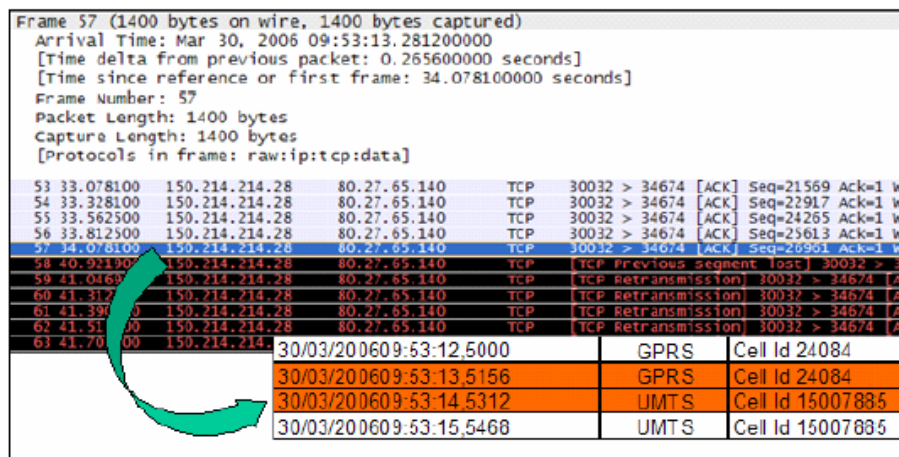 Frame 57 (1400 bytes on wire, 1400 bytes captured)
Arrival Time: Mar 30, 2006 09:53:13.281200000
[Time delta from previous packet: 0.265600000 seconds]
[Time since reference or first frame: 34.078100000 seconds]
Frame Number: 57
Packet Length: 1400 bytes
Capture Length: 1400 bytes
[Protocols in frame: raw:ip:tcp:data]
53 33.078100 150.214.214.28 80.27.65.140 TCP 30032 > 34674 [ACK] Seq=21569 Ack=1 W
54 33.328100 150.214.214.28 80.27.65.140 TCP 30032 > 34674 [ACK] Seq=22917 Ack=1 W
55 33.562500 150.214.214.28 80.27.65.140 TCP 30032 > 34674 [ACK] Seq=24265 Ack=1 W
56 33.812500 150.214.214.28 80.27.65.140 TCP 30032 > 34674 [ACK] Seq=25613 Ack=1 W
57 34.078100 150.214.214.28 80.27.65.140 TCP 30032 > 34674 [ACK] Seq=26961 Ack=1 W
58 40.921900 150.214.214.28 80.27.65.140 TCP [TCP Previous segment lost] 30032 >
59 41.046 150.214.214.28 80.27.65.140 TCP [TCP Retransmission] 30032 > 34674 [A
60 41.312 150.214.214.28 80.27.65.140 TCP [TCP Retransmission] 30032 > 34674 [A
61 41.39 150.214.214.28 80.27.65.140 TCP [TCP Retransmission] 30032 > 34674 [A
62 41.51 150.214.214.28 80.27.65.140 TCP [TCP Retransmission] 30032 > 34674 [A
63 41.70 150.214.214.28
30/03/200609:53:12,5000 GPRS Cell Id 24084
30/03/200609:53:13,5156 GPRS Cell Id 24084
30/03/200609:53:14,5312 UMTS Cell Id 15007885
30/03/200609:53:15,5468 UMTS Cell Id 15007885